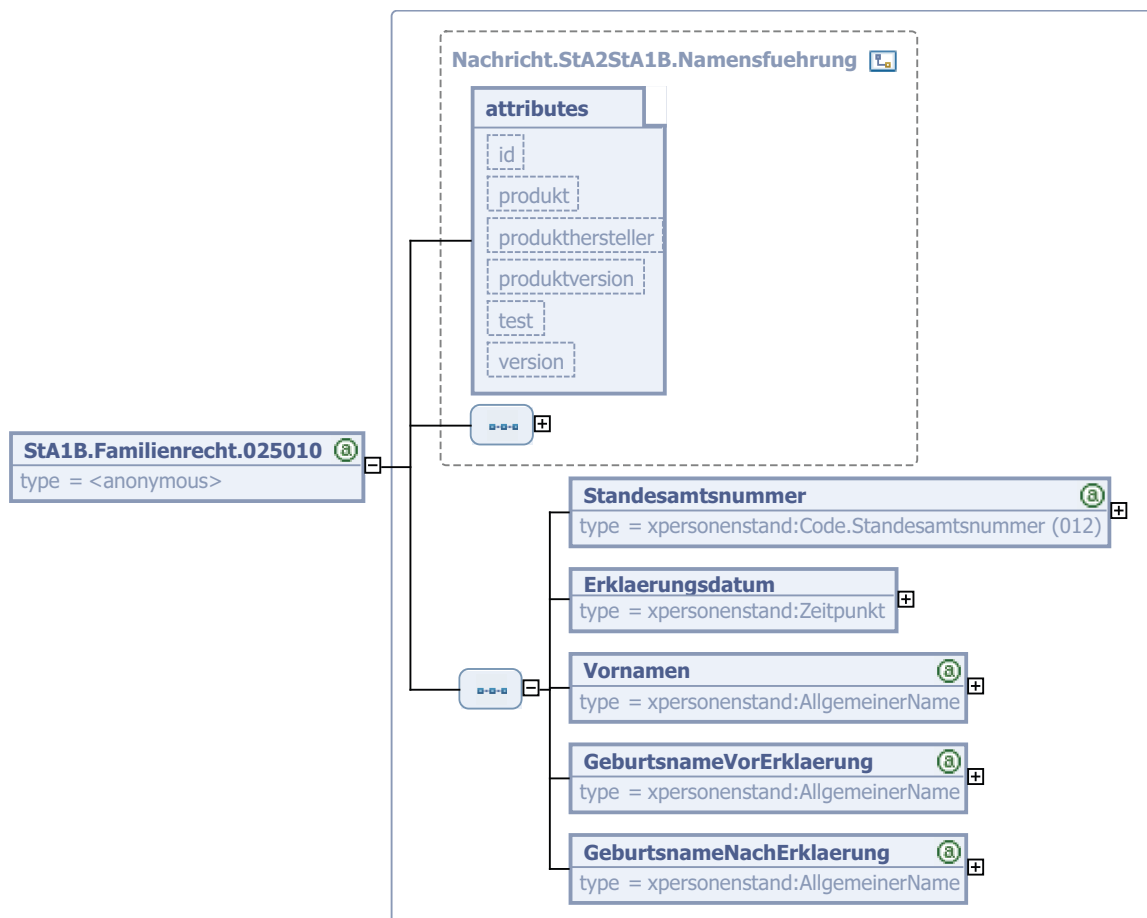 Nachricht.StA2StA1B.Namensfuehrung
attributes
id
produkt
produkthersteller
produktversion
test
version
StA1B.Familienrecht.025010
type = <anonymous>
Standesamtsnummer
type = xpersonenstand:Code.Standesamtsnummer (012)
Erklaerungsdatum
type = xpersonenstand:Zeitpunkt
Vornamen
type = xpersonenstand:AllgemeinerName
GeburtsnameVorErklaerung
type = xpersonenstand:AllgemeinerName
GeburtsnameNachErklaerung
type = xpersonenstand:AllgemeinerName